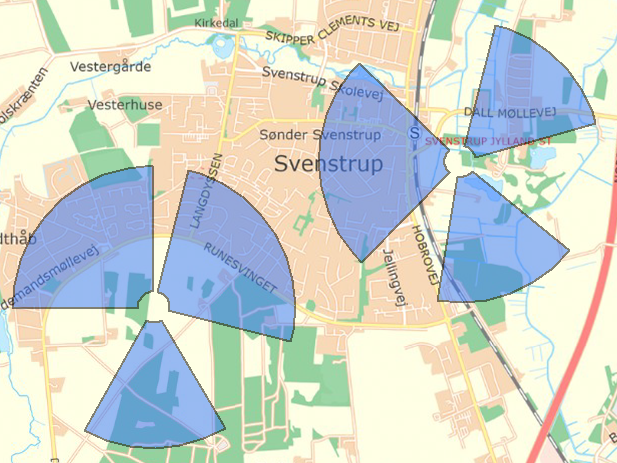 Kirkedal
SKIPPER CLEMENTS VEJ
Vestergårde
Svenstrup Skolevej
olskrænten
Vesterhuse
DALL MØLLEVEJ
Sønder Svenstrup
S
SVENSTRUP JYLLAND ST
Svenstrup
LANGDYSSEN
dthåb
HOBROVEJ
RUNESVINGET
Jellingvej
demandsmøllevej